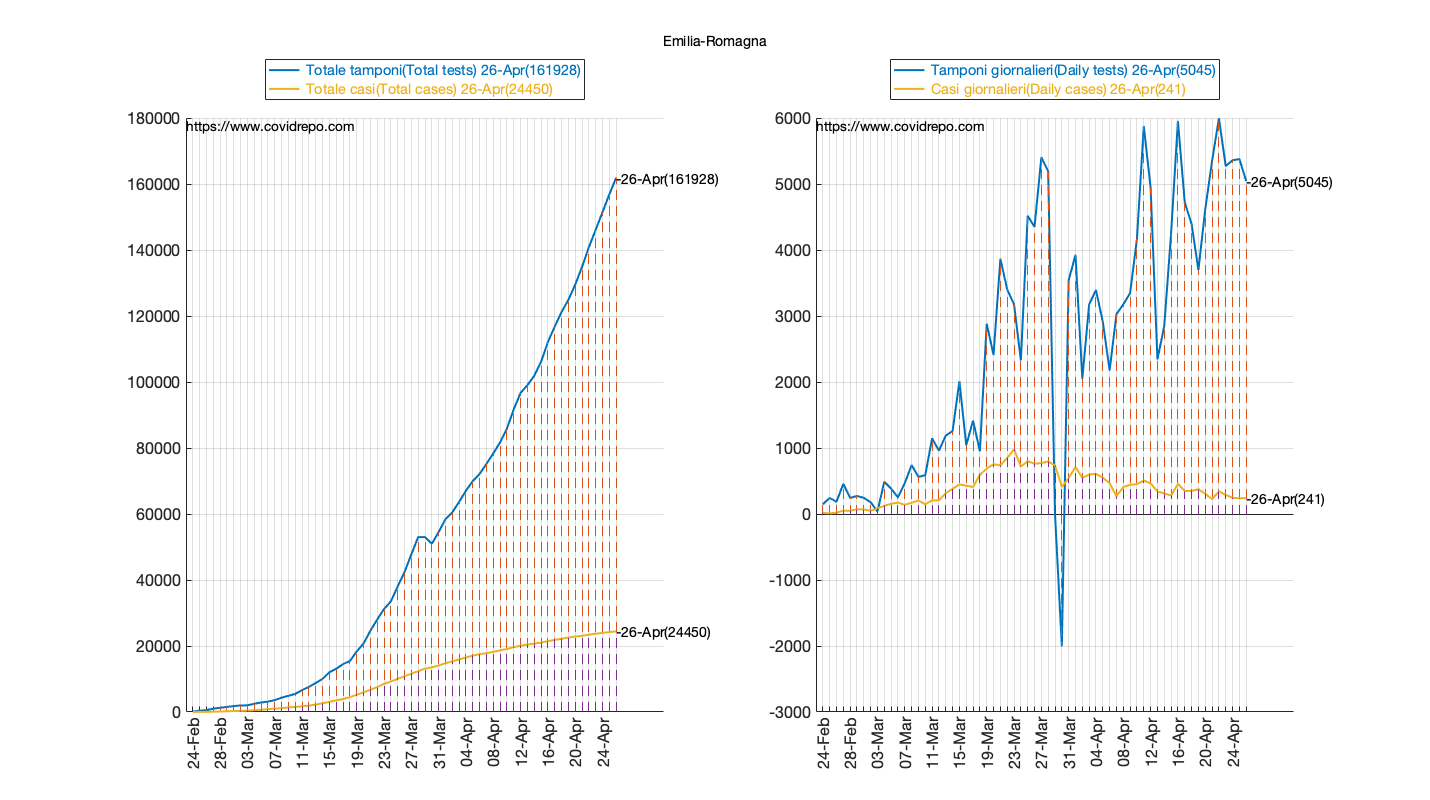 Emilia-Romagna
Totale tamponi(Total tests) 26-Apr(161928)
Totale casi(Total cases) 26-Apr(24450)
https://www.covidrepo.com
180000
160000
140000
120000
100000
80000
60000
40000
20000
0
-26-Apr(161928)
-26-Apr(24450)
24-Feb
28-Feb
03-Mar
07-Mar
11-Mar
15-Mar
19-Mar
23-Mar
27-Mar
31-Mar
04-Apr
08-Apr
12-Apr
16-Apr
20-Apr
24-Apr
Tamponi giornalieri(Daily tests) 26-Apr(5045)
Casi giornalieri(Daily cases) 26-Apr(241)
https://www.covidrepo.com
6000
5000
4000
3000
2000
1000
0
-1000
-2000
-3000
-26-Apr(5045)
-26-Apr(241)
24-Feb
28-Feb
03-Mar
07-Mar
11-Mar
15-Mar
19-Mar
23-Mar
27-Mar
31-Mar
04-Apr
08-Apr
12-Apr
16-Apr
20-Apr
24-Apr